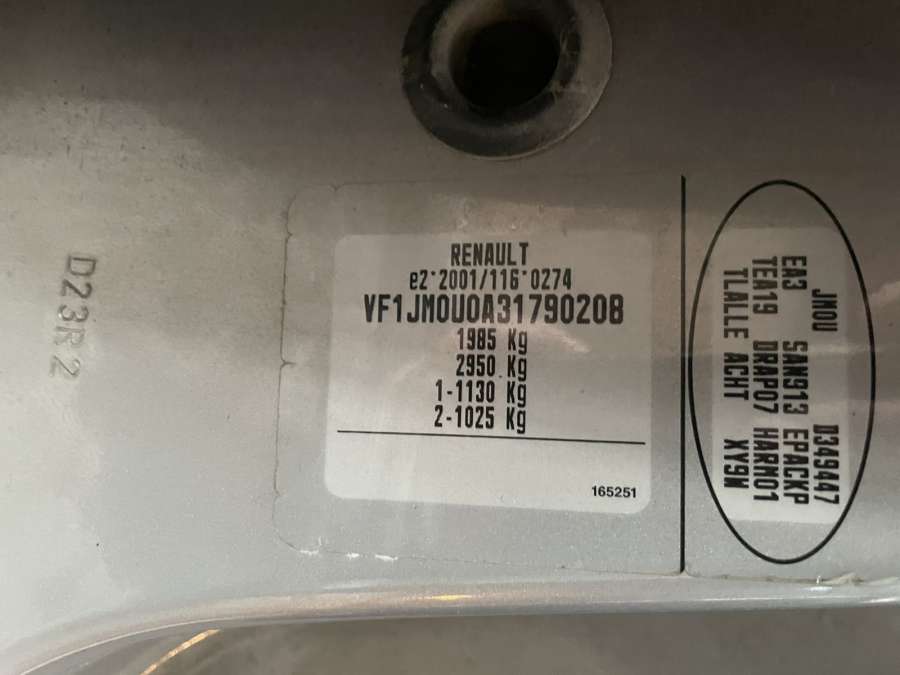 D23R2
RENAULT
e2*2001/116*0274
VF1JM0U0A31790208
1985 Kg
2950 Kg
1-1130 Kg
2-1025 Kg
165251
JM0U D349447
EA3 SAN913 EPACKP
TEA19 DRAP07 HARM01
TLALLE ACHT XY9M